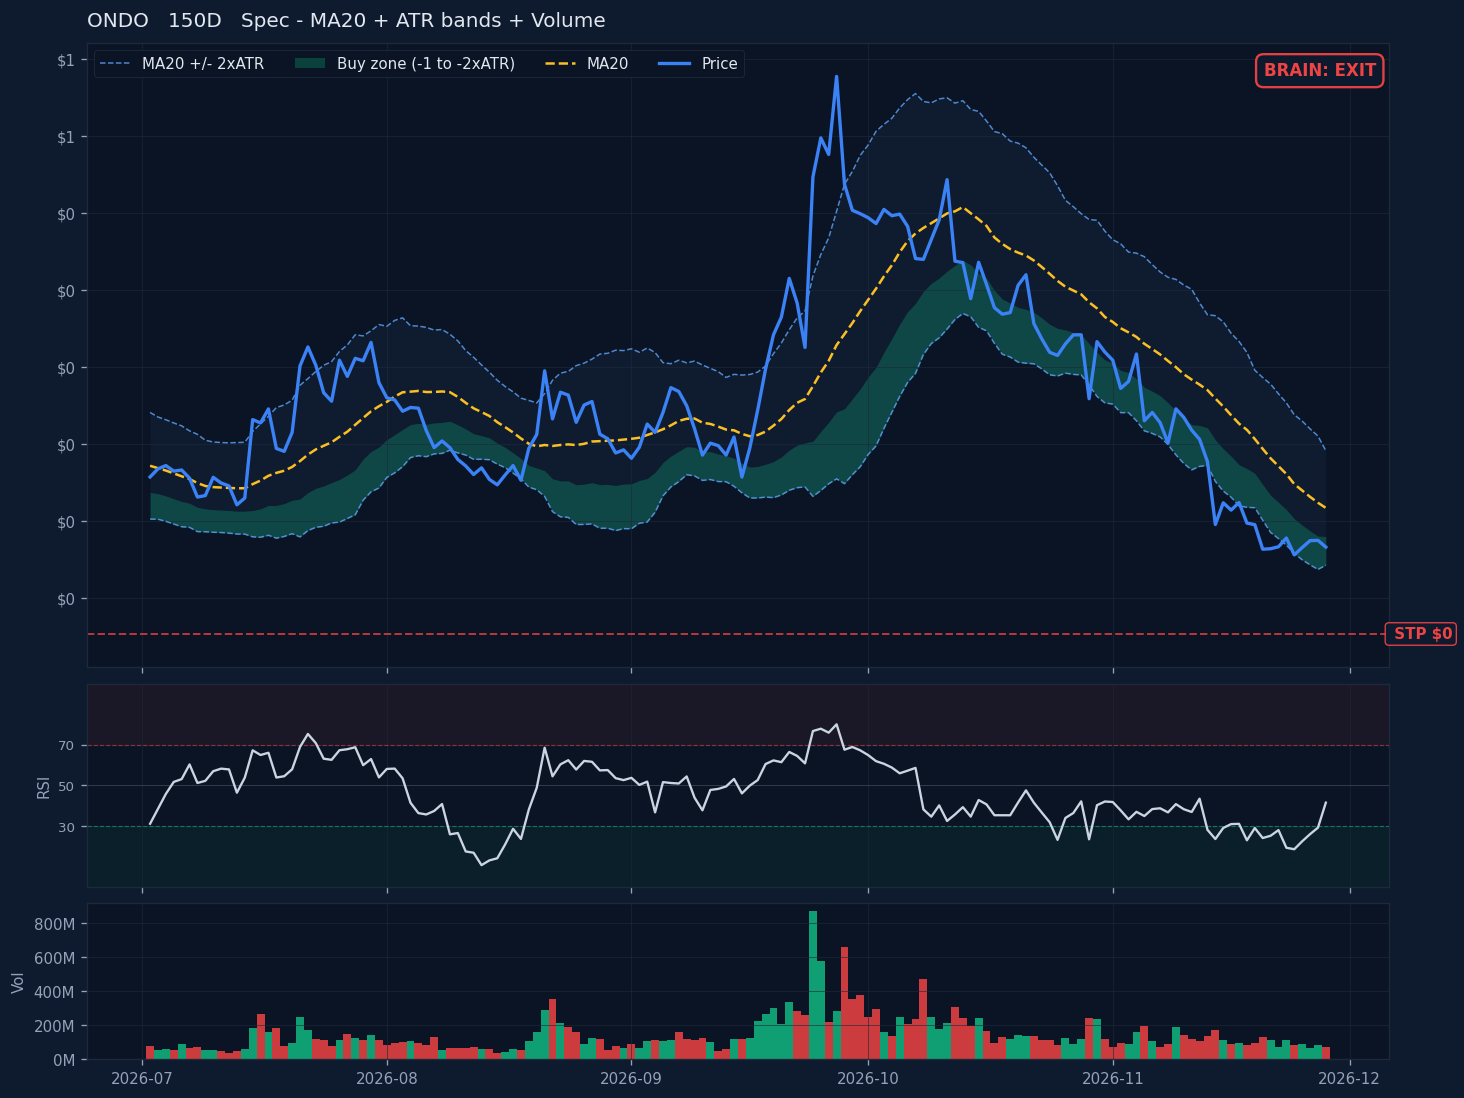 ONDO   150D   Spec - MA20 + ATR bands + Volume
MA20 +/- 2xATR
Buy zone (-1 to -2xATR)
MA20
Price
BRAIN: EXIT
$1
$1
$0
$0
$0
$0
$0
$0
STP $0
RSI
70
50
30
Vol
800M
600M
400M
200M
0M
2026-07
2026-08
2026-09
2026-10
2026-11
2026-12